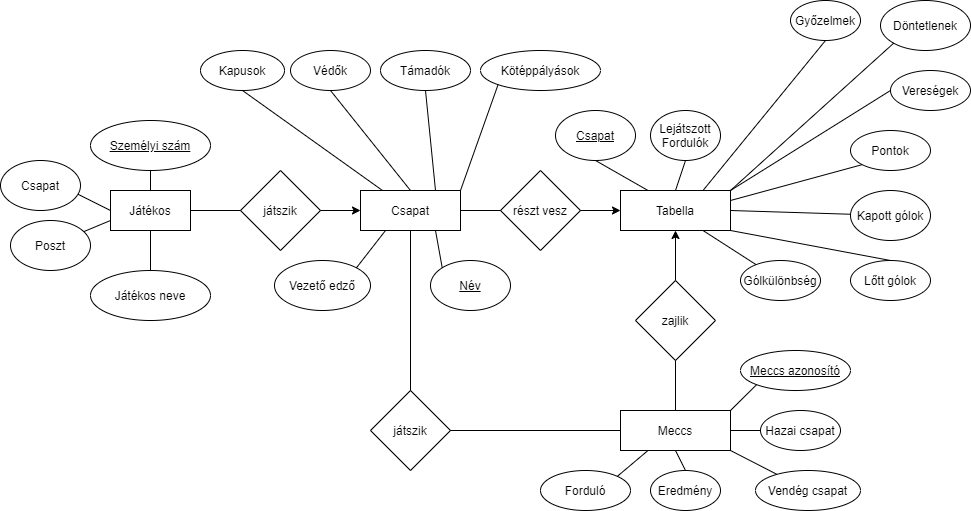 Győzelmek
Döntetlenek
Kapusok
Védők
Támadók
Kötéppályások
Vereségek
Csapat
Lejátszott
Fordulók
Személyi szám
Pontok
Csapat
Játékos
játszik
Csapat
részt vesz
Tabella
Kapott gólok
Poszt
Vezető edző
Név
Gólkülönbség
Lőtt gólok
Játékos neve
zajlik
Meccs azonosító
játszik
Meccs
Hazai csapat
Forduló
Eredmény
Vendég csapat